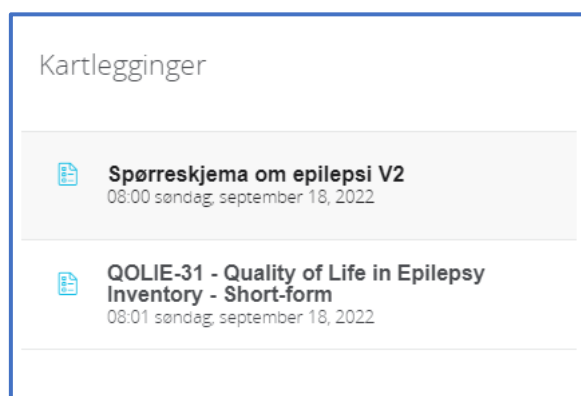 Kartlegginger
Spørreskjema om epilepsi V2
08:00 søndag, september 18, 2022
QOLIE-31 - Quality of Life in Epilepsy
Inventory - Short-form
08:01 søndag, september 18, 2022